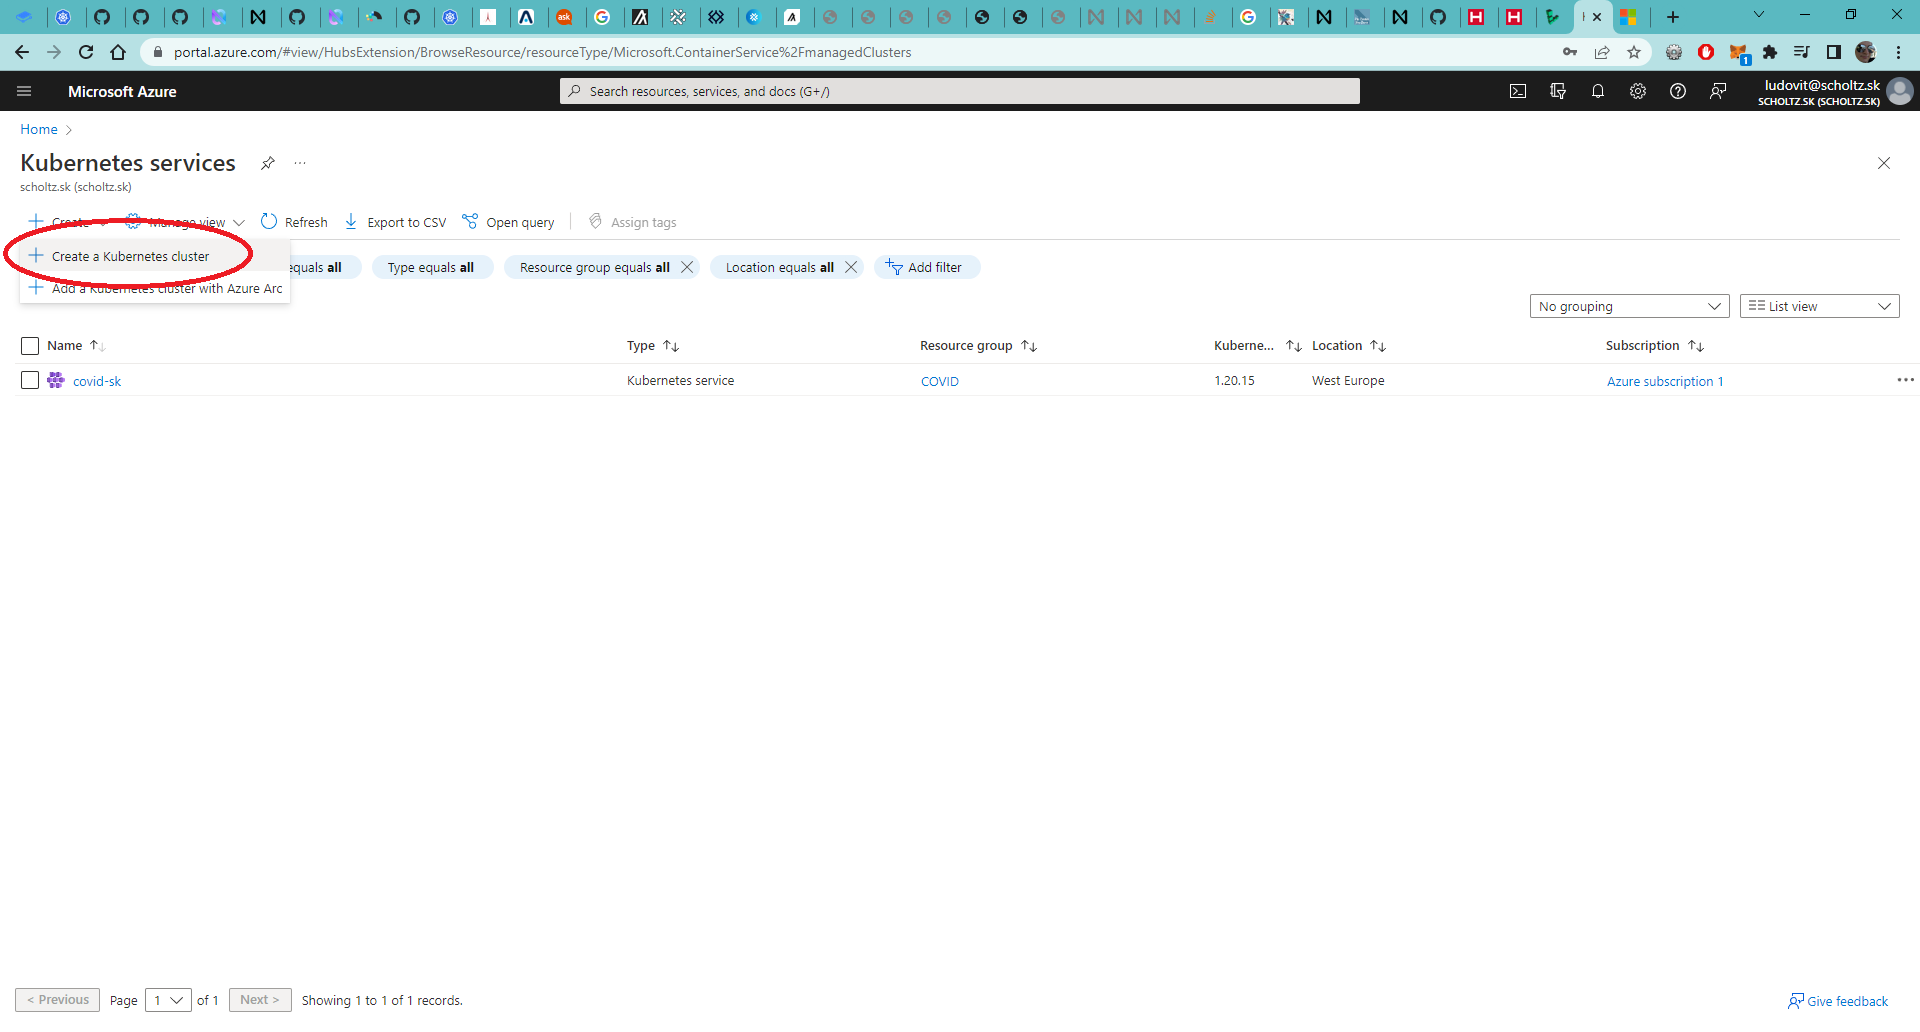 portal.azure.com/#view/HubsExtension/BrowseResource/resourceType/Microsoft.ContainerService%2FmanagedClusters
1
Microsoft Azure
Search resources, services, and docs (G+/)
ludovit@scholtz.sk
SCHOLTZ.SK (SCHOLTZ.SK)
Home
Kubernetes services
scholtz.sk (scholtz.sk)
Create Manage view Refresh Export to CSV Open query Assign tags
Create a Kubernetes cluster
equals all Type equals all Resource group equals all Location equals all Add filter
Add a Kubernetes cluster with Azure Arc
No grouping List view
Name Type Resource group Kuberne... Location Subscription
covid-sk Kubernetes service COVID 1.20.15 West Europe Azure subscription 1
< Previous Page 1 of 1 Next > Showing 1 to 1 of 1 records.
Give feedback